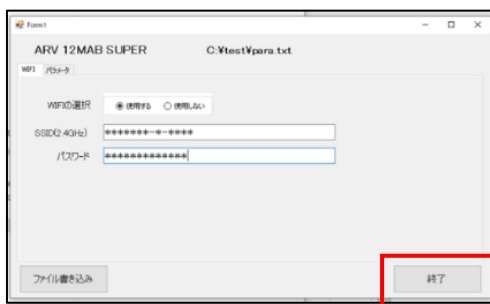 Form1
ARV 12MAB SUPER C:¥test¥para.txt
WIFI パラメータ
WIFIの選択 使用する 使用しない
SSID(2.4GHz) *******-*-****
パスワード *************
ファイル書き込み 終了